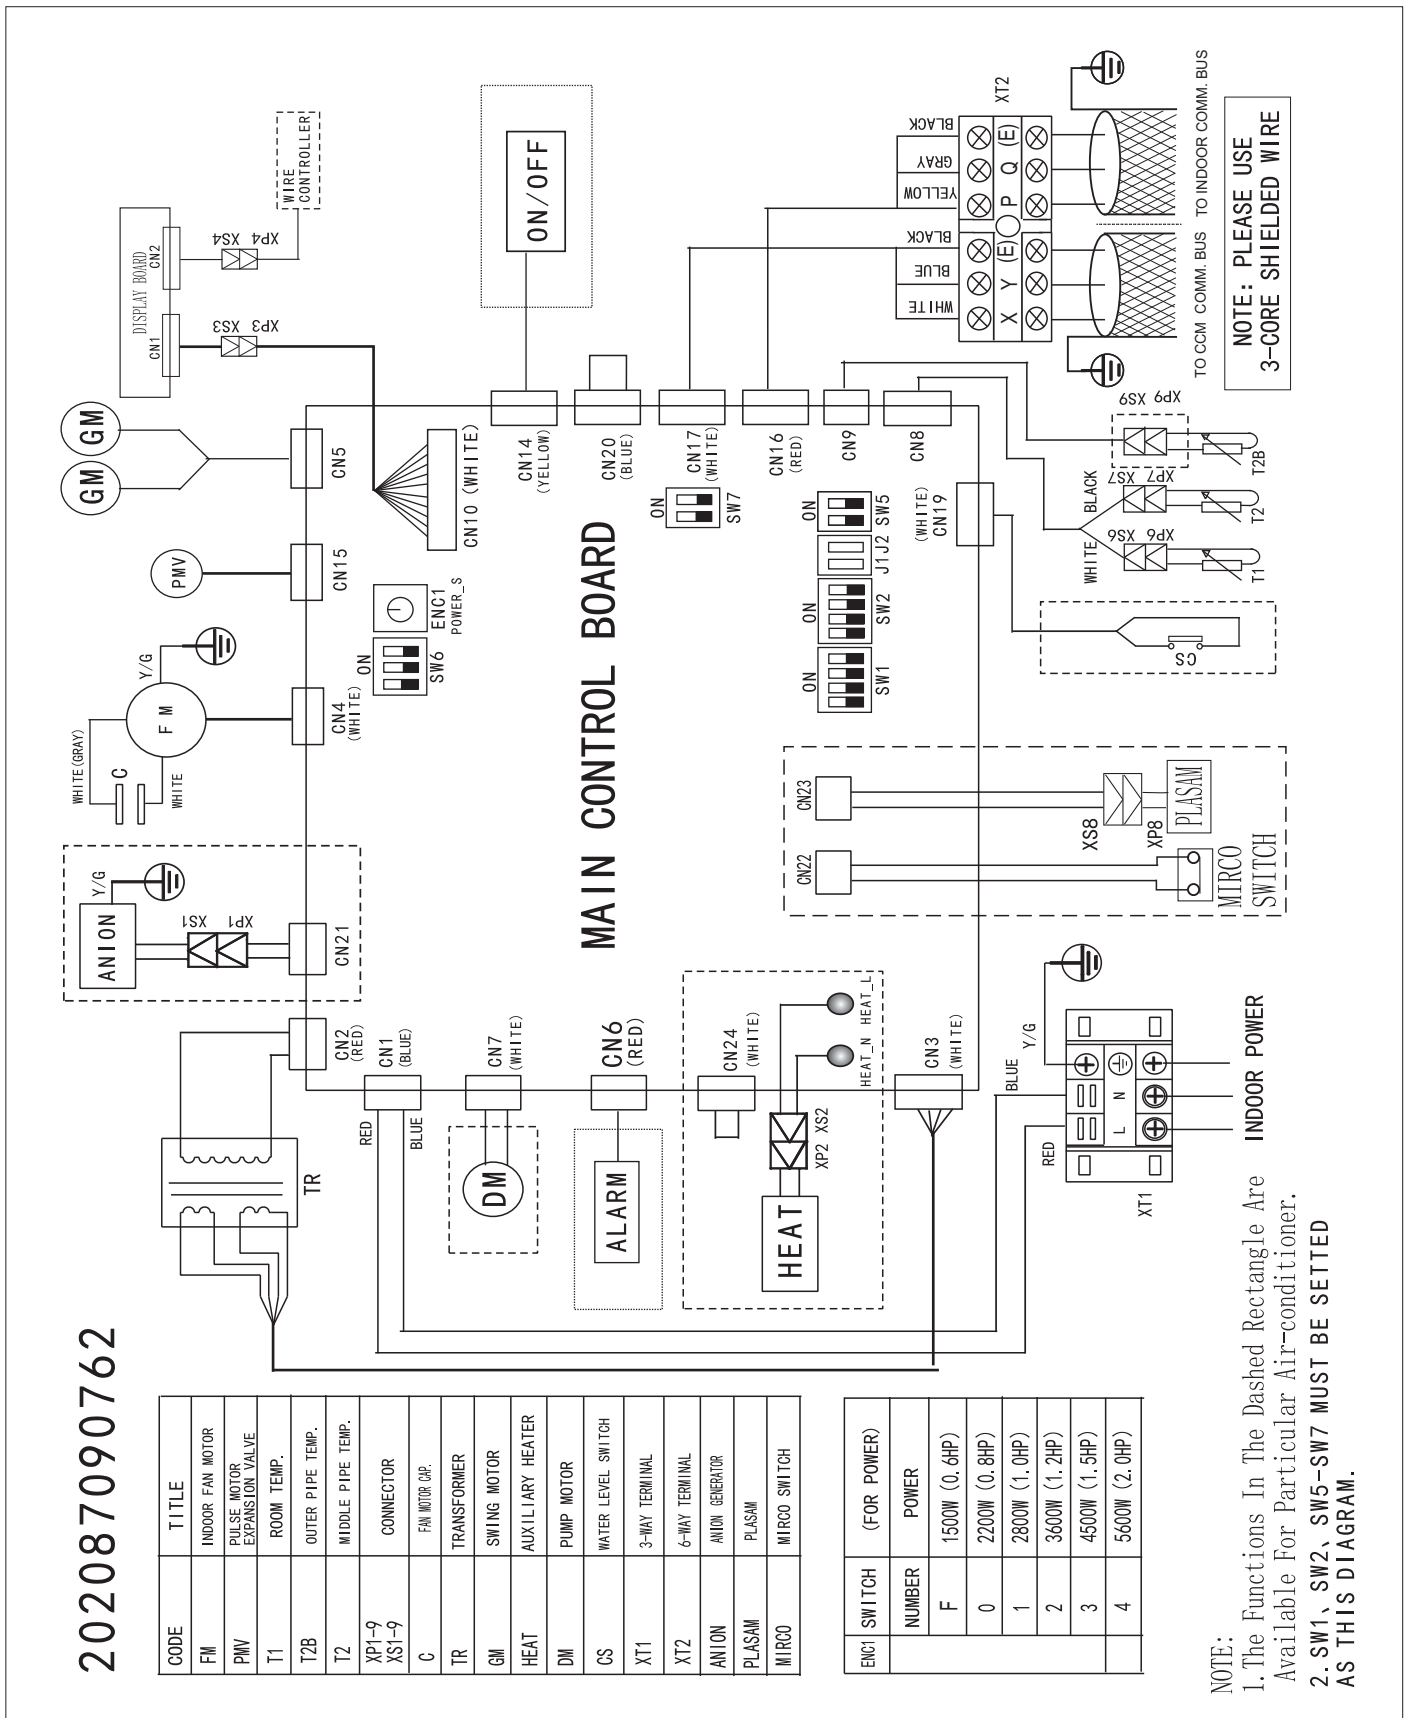 202087090762
CODE TITLE
FM INDOOR FAN MOTOR
PMV PULSE MOTOR
EXPANSION VALVE
T1 ROOM TEMP.
T2B OUTER PIPE TEMP.
T2 MIDDLE PIPE TEMP.
XP1-9
XS1-9 CONNECTOR
C FAN MOTOR CAP.
TR TRANSFORMER
GM SWING MOTOR
HEAT AUXILIARY HEATER
DM PUMP MOTOR
CS WATER LEVEL SWITCH
XT1 3-WAY TERMINAL
XT2 6-WAY TERMINAL
ANION ANION GENERATOR
PLASAM PLASAM
MIRCO MIRCO SWITCH
ENC1 SWITCH (FOR POWER)
NUMBER POWER
F 1500W (0.6HP)
0 2200W (0.8HP)
1 2800W (1.0HP)
2 3600W (1.2HP)
3 4500W (1.5HP)
4 5600W (2.0HP)
NOTE:
1.The Functions In The Dashed Rectangle Are
Available For Particular Air-conditioner.
2.SW1、SW2、SW5-SW7 MUST BE SETTED
AS THIS DIAGRAM.
TR
ANION
Y/G
XS1
XP1
CN21
CN2
(RED)
WHITE(GRAY)
C
WHITE
F M
Y/G
CN4
(WHITE)
PMV
CN15
GM
GM
CN5
DISPLAY BOARD
CN1
CN2
XS3 XP3
XS4 XP4
WIRE
CONTROLLER
RED
BLUE
CN1
(BLUE)
DM
CN7
(WHITE)
ALARM
CN6
(RED)
HEAT
XP2 XS2
CN24
(WHITE)
HEAT_N HEAT_L
CN3
(WHITE)
MAIN CONTROL BOARD
ON
SW6
ENC1
POWER_S
CN10 (WHITE)
ON/OFF
CN14
(YELLOW)
CN20
(BLUE)
CN17
(WHITE)
ON
SW7
CN16
(RED)
CN9
CN8
ON
SW1
ON
SW2
J1J2
ON
SW5
(WHITE)
CN19
CN22
CN23
XS8
XP8
PLASAM
MIRCO
SWITCH
CS
WHITE
BLACK
XS6 XP6
XS7 XP7
XS9 XP9
T1
T2
T2B
RED
BLUE
Y/G
L N
XT1
INDOOR POWER
WHITE
BLUE
BLACK
YELLOW
GRAY
BLACK
X Y (E) P Q (E)
XT2
TO CCM COMM. BUS
TO INDOOR COMM. BUS
NOTE: PLEASE USE
3-CORE SHIELDED WIRE